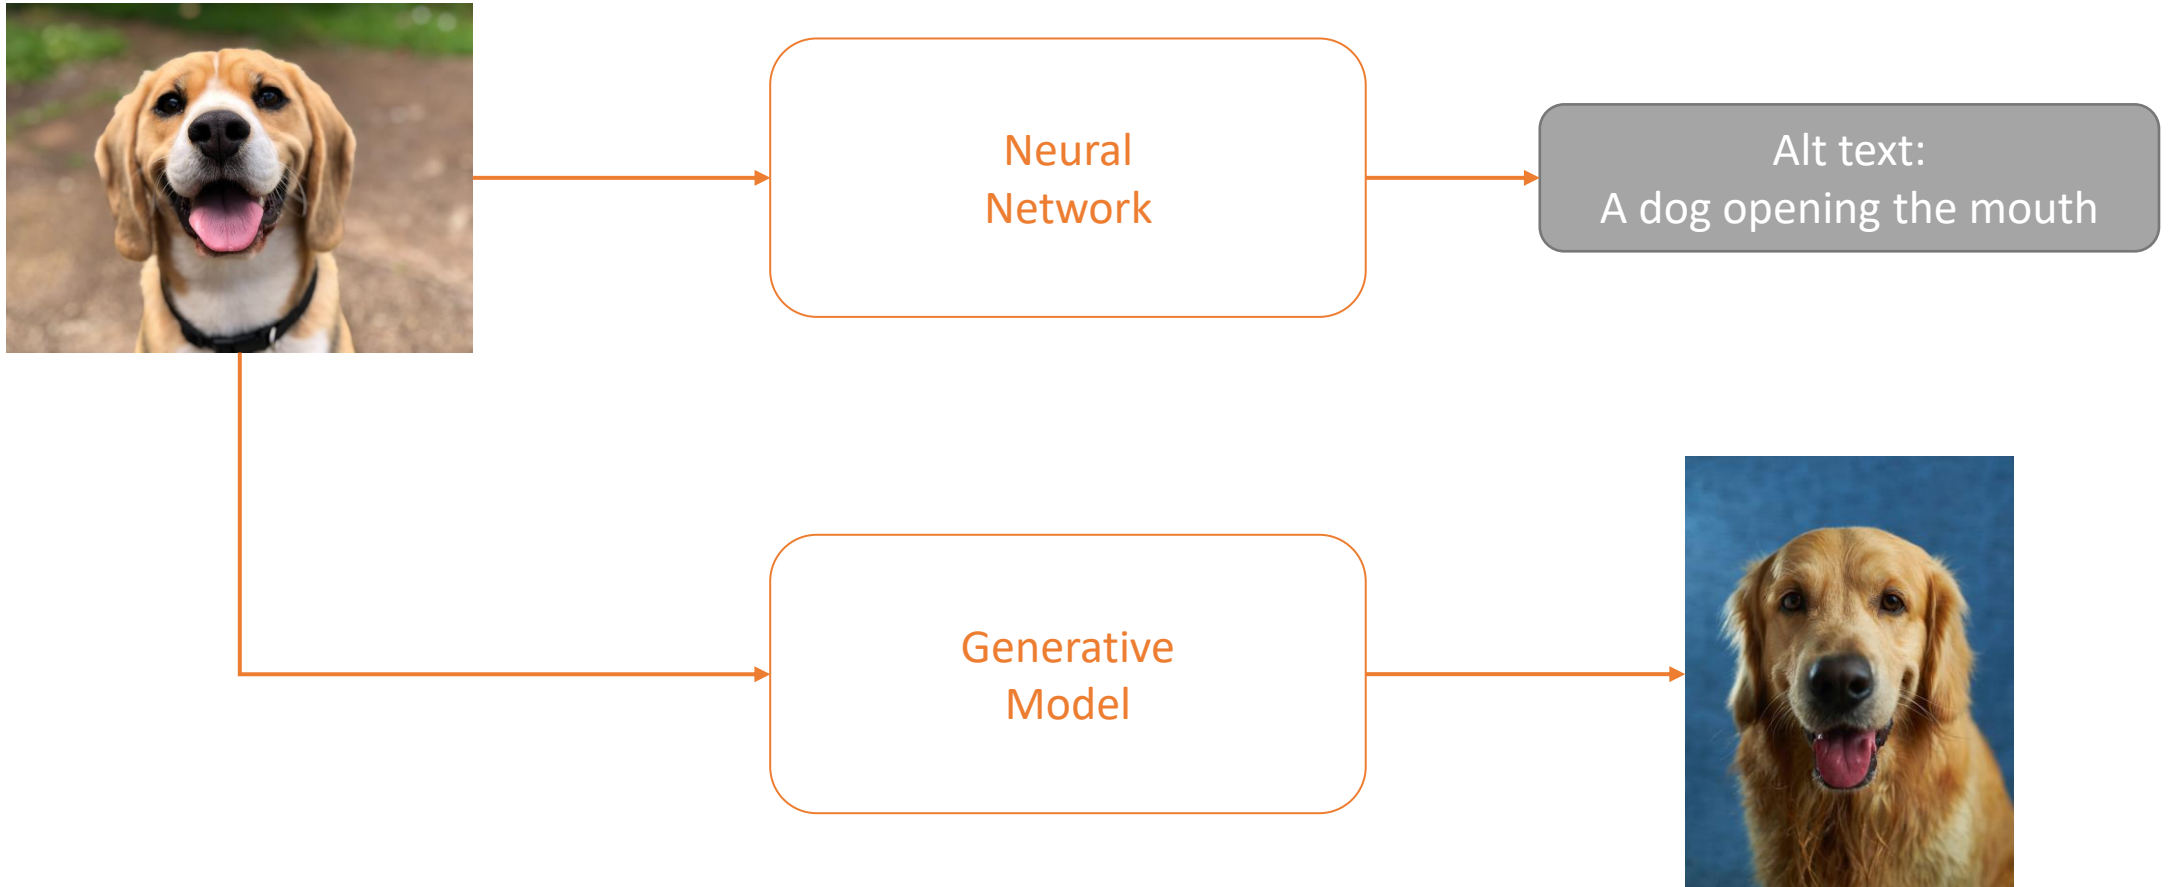 Neural
Network
Alt text:
A dog opening the mouth
Generative
Model